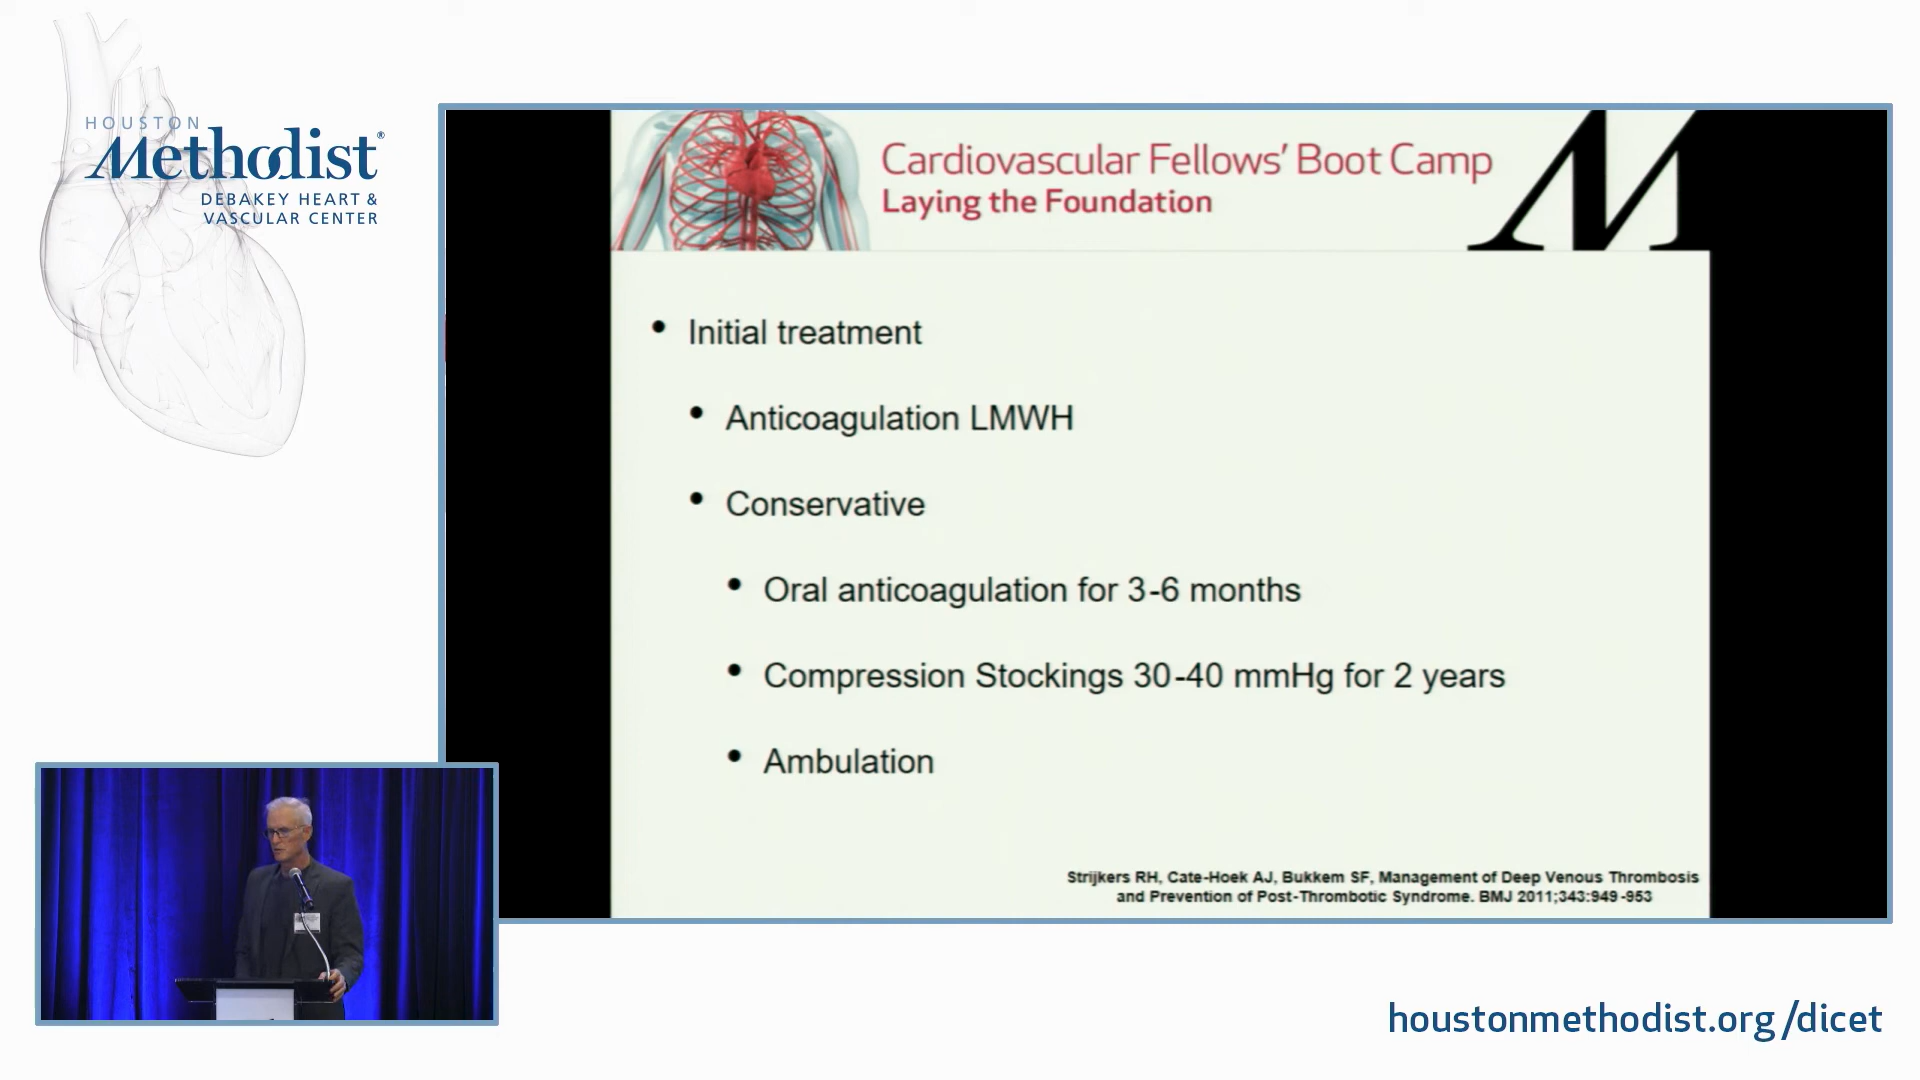 HOUSTON
Methodist®
DEBAKEY HEART &
VASCULAR CENTER
Cardiovascular Fellows' Boot Camp
Laying the Foundation
M
• Initial treatment
• Anticoagulation LMWH
• Conservative
• Oral anticoagulation for 3-6 months
• Compression Stockings 30-40 mmHg for 2 years
• Ambulation
Strijkers RH, Cate-Hoek AJ, Bukkem SF, Management of Deep Venous Thrombosis
and Prevention of Post-Thrombotic Syndrome. BMJ 2011;343:949-953
houstonmethodist.org/dicet